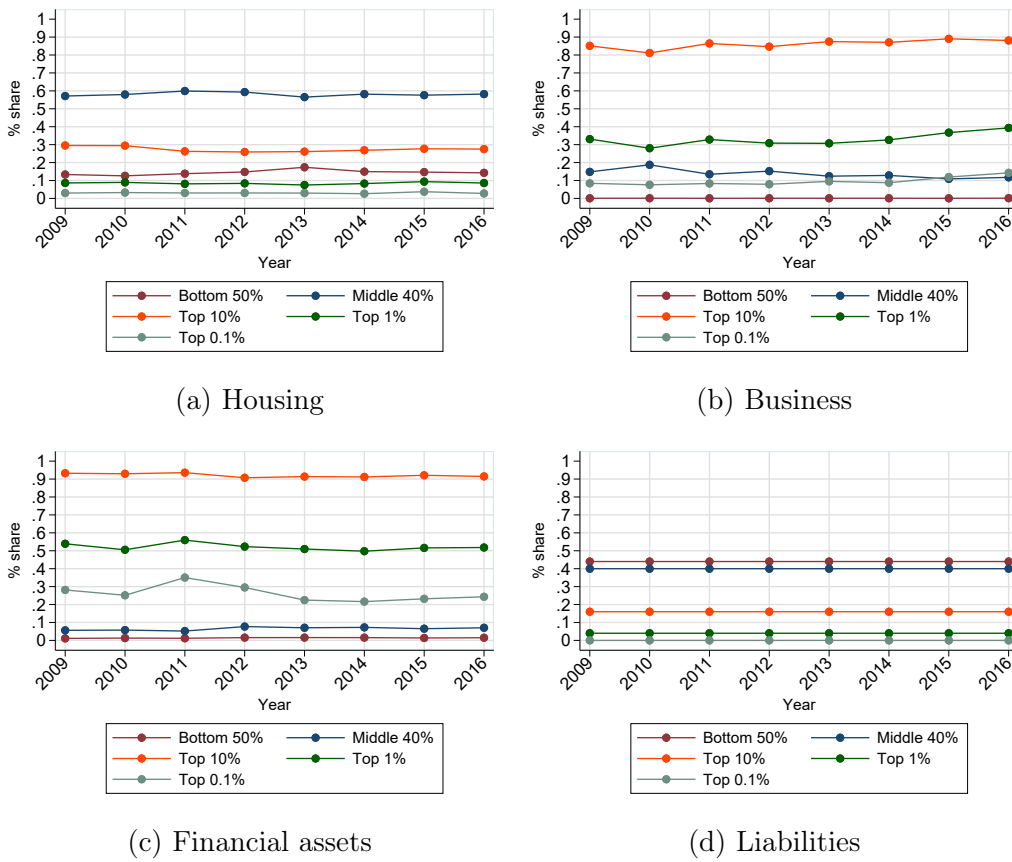 1
.9
.8
.7
.6
.5
.4
.3
.2
.1
0
% share
2009 2010 2011 2012 2013 2014 2015 2016
Year
Bottom 50% Middle 40%
Top 10% Top 1%
Top 0.1%
(a) Housing
1
.9
.8
.7
.6
.5
.4
.3
.2
.1
0
% share
2009 2010 2011 2012 2013 2014 2015 2016
Year
Bottom 50% Middle 40%
Top 10% Top 1%
Top 0.1%
(b) Business
1
.9
.8
.7
.6
.5
.4
.3
.2
.1
0
% share
2009 2010 2011 2012 2013 2014 2015 2016
Year
Bottom 50% Middle 40%
Top 10% Top 1%
Top 0.1%
(c) Financial assets
1
.9
.8
.7
.6
.5
.4
.3
.2
.1
0
% share
2009 2010 2011 2012 2013 2014 2015 2016
Year
Bottom 50% Middle 40%
Top 10% Top 1%
Top 0.1%
(d) Liabilities